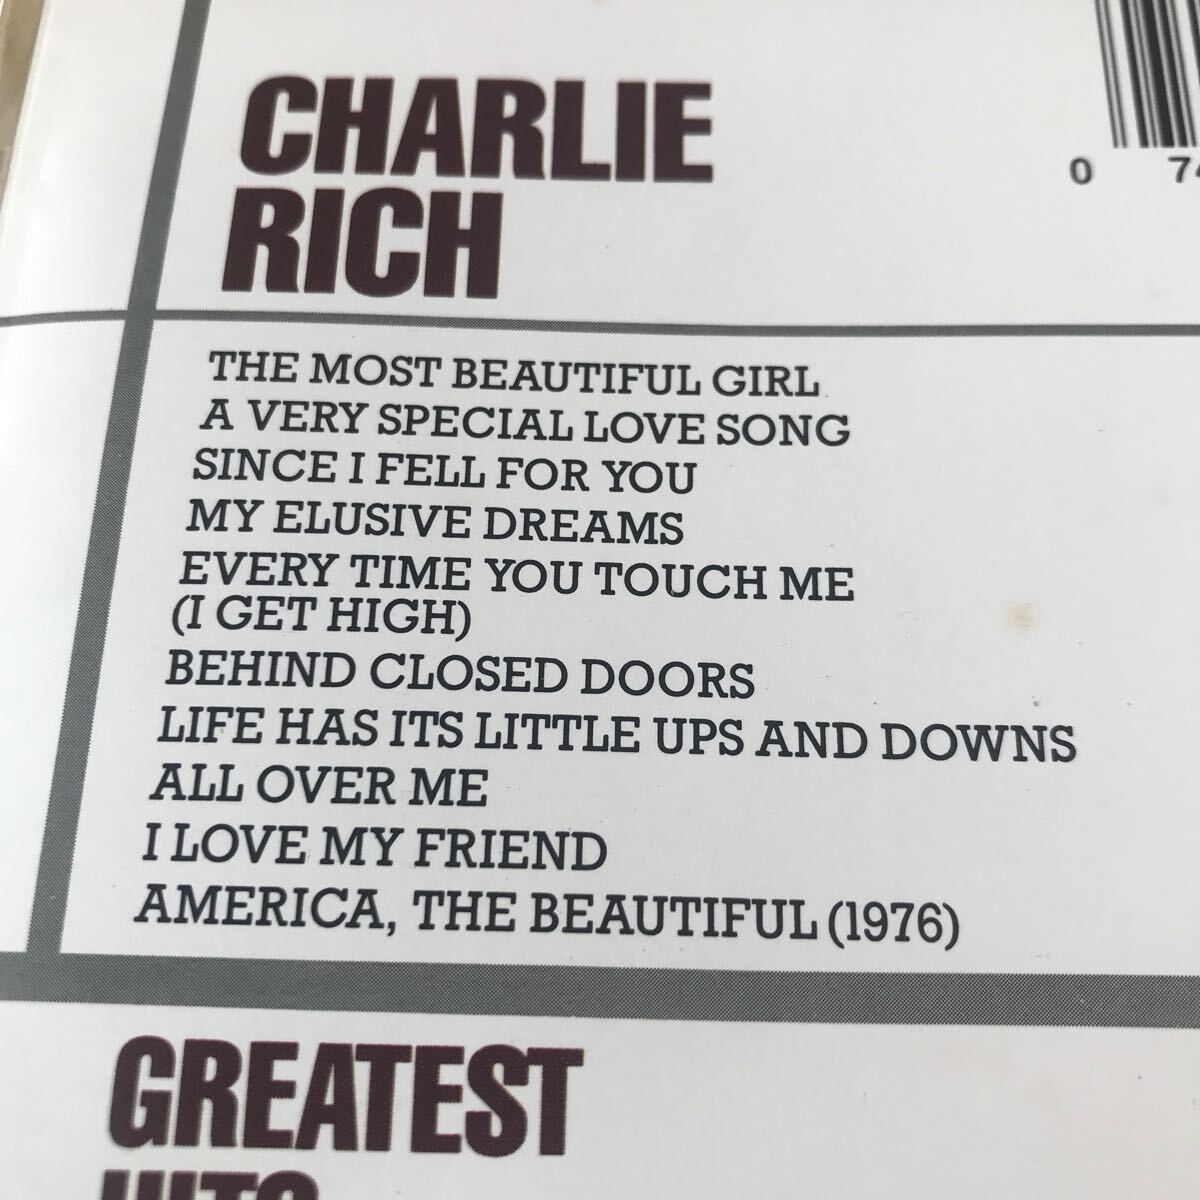 CHARLIE
RICH
0 74
THE MOST BEAUTIFUL GIRL
A VERY SPECIAL LOVE SONG
SINCE I FELL FOR YOU
MY ELUSIVE DREAMS
EVERY TIME YOU TOUCH ME
(I GET HIGH)
BEHIND CLOSED DOORS
LIFE HAS ITS LITTLE UPS AND DOWNS
ALL OVER ME
I LOVE MY FRIEND
AMERICA, THE BEAUTIFUL (1976)
GREATEST
HITS